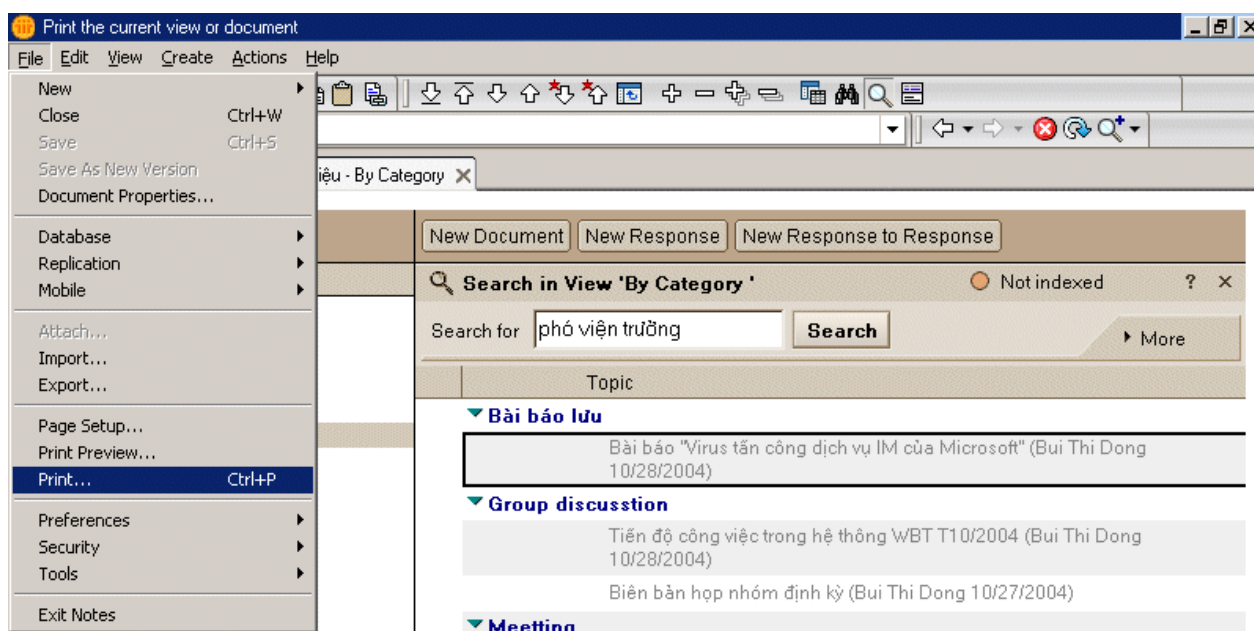 Print the current view or document
File Edit View Create Actions Help
New
Close Ctrl+W
Save Ctrl+S
Save As New Version
Document Properties...
Database
Replication
Mobile
Attach...
Import...
Export...
Page Setup...
Print Preview...
Print... Ctrl+P
Preferences
Security
Tools
Exit Notes
iệu - By Category
New Document New Response New Response to Response
Search in View 'By Category ' Not indexed ?
Search for phó viện trưởng Search More
Topic
Bài báo lưu
Bài báo "Virus tấn công dịch vụ IM của Microsoft" (Bui Thi Dong
10/28/2004)
Group discusstion
Tiến độ công việc trong hệ thống WBT T10/2004 (Bui Thi Dong
10/28/2004)
Biên bản họp nhóm định kỳ (Bui Thi Dong 10/27/2004)
Meetting